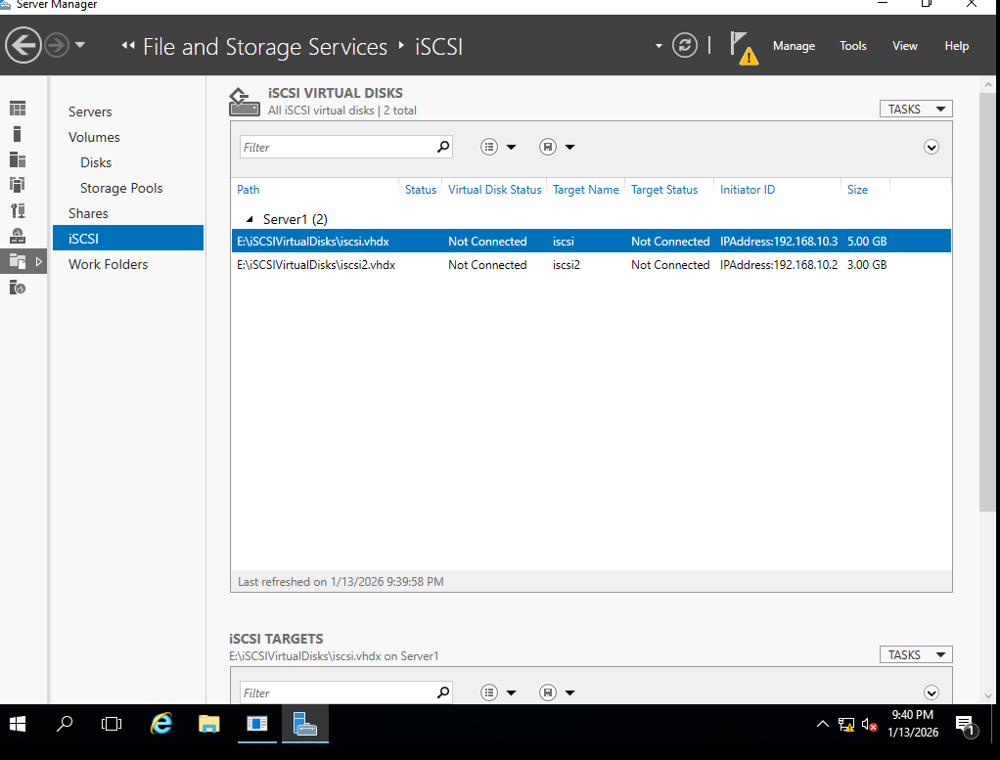 Server Manager
File and Storage Services
iSCSI
Manage
Tools
View
Help
Servers
Volumes
Disks
Storage Pools
Shares
iSCSI
Work Folders
iSCSI VIRTUAL DISKS
All iSCSI virtual disks | 2 total
TASKS
Filter
Path Status Virtual Disk Status Target Name Target Status Initiator ID Size
Server1 (2)
E:\iSCSIVirtualDisks\iscsi.vhdx Not Connected iscsi Not Connected IPAddress:192.168.10.3 5.00 GB
E:\iSCSIVirtualDisks\iscsi2.vhdx Not Connected iscsi2 Not Connected IPAddress:192.168.10.2 3.00 GB
Last refreshed on 1/13/2026 9:39:58 PM
iSCSI TARGETS
E:\iSCSIVirtualDisks\iscsi.vhdx on Server1
TASKS
Filter
9:40 PM
1/13/2026
1